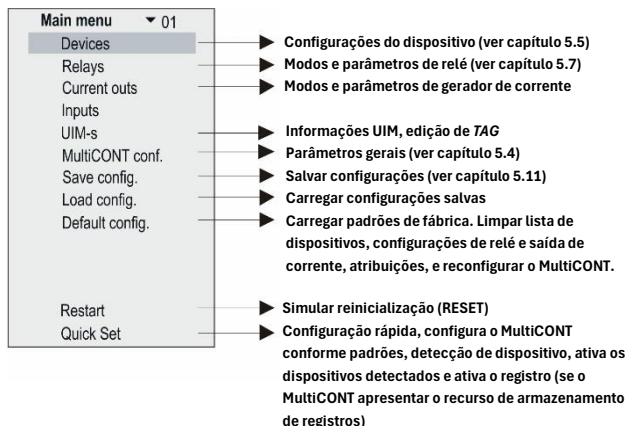 Main menu ▼ 01
Devices
Configurações do dispositivo (ver capítulo 5.5)
Relays
Modos e parâmetros de relé (ver capítulo 5.7)
Current outs
Modos e parâmetros de gerador de corrente
Inputs
UIM-s
Informações UIM, edição de TAG
MultiCONT conf.
Parâmetros gerais (ver capítulo 5.4)
Save config.
Salvar configurações (ver capítulo 5.11)
Load config.
Carregar configurações salvas
Default config.
Carregar padrões de fábrica. Limpar lista de
dispositivos, configurações de relé e saída de
corrente, atribuições, e reconfigurar o MultiCONT.
Restart
Simular reinicialização (RESET)
Quick Set
Configuração rápida, configura o MultiCONT
conforme padrões, detecção de dispositivo, ativa os
dispositivos detectados e ativa o registro (se o
MultiCONT apresentar o recurso de armazenamento
de registros)